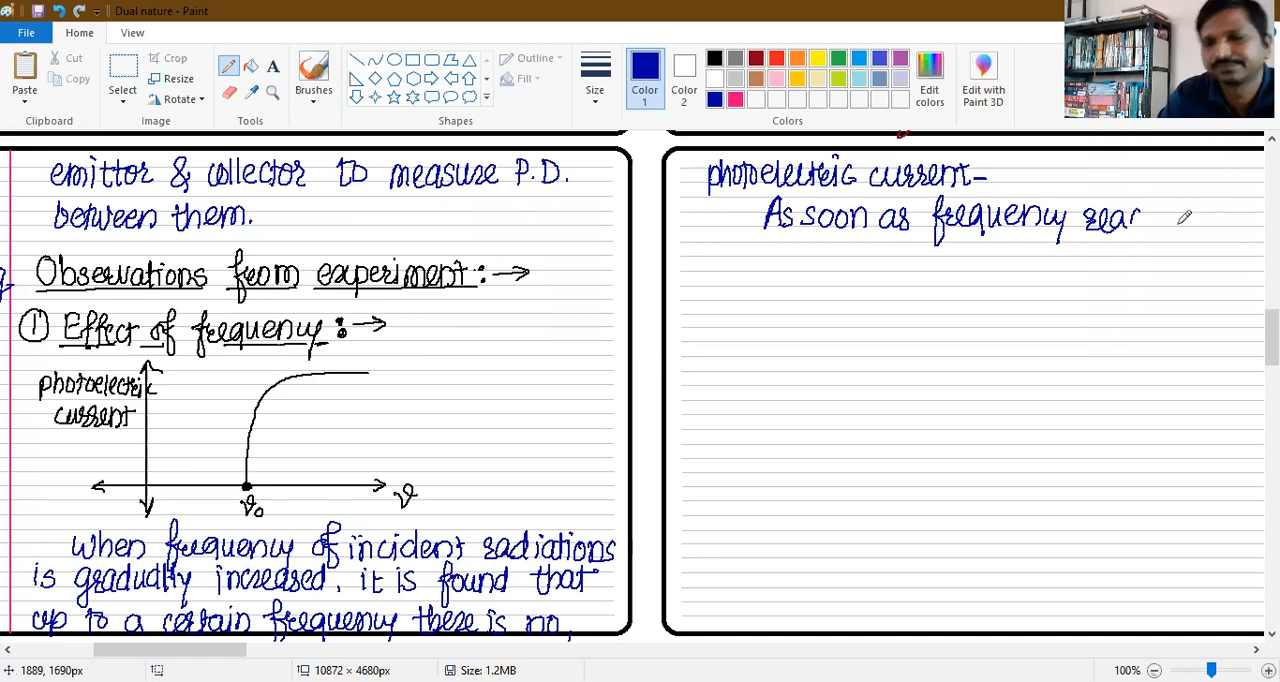 Dual nature - Paint
File Home View
Paste Cut Copy Select Crop Resize Rotate Brushes Outline Fill Size Color 1 Color 2 Edit colors Edit with Paint 3D
Clipboard Image Tools Shapes Colors
emittor & collector to measure P.D.
between them.
Observations from experiment :→
① Effect of frequency :→
photoelectric
current
ν₀
ν
When frequency of incident radiations
is gradually increased. it is found that
up to a certain frequency there is no
photoelectric current-
As soon as frequency rear
1889, 1690px 10872 × 4680px Size: 1.2MB 100%